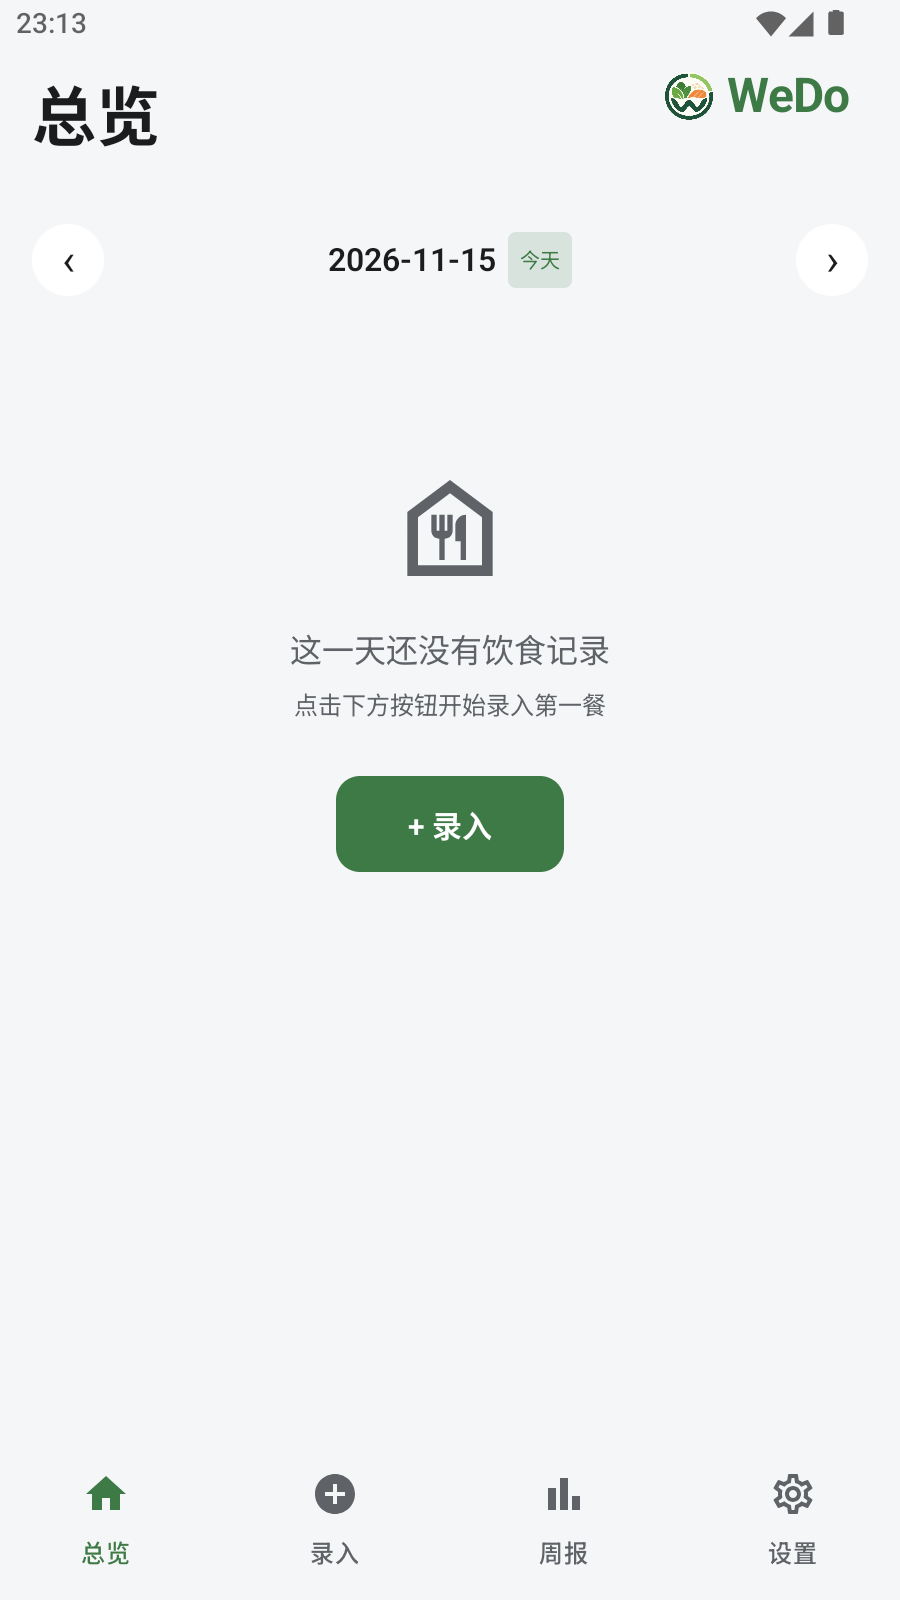 23:13
总览
WeDo
‹
2026-11-15 今天
›
这一天还没有饮食记录
点击下方按钮开始录入第一餐
+ 录入
总览
录入
周报
设置